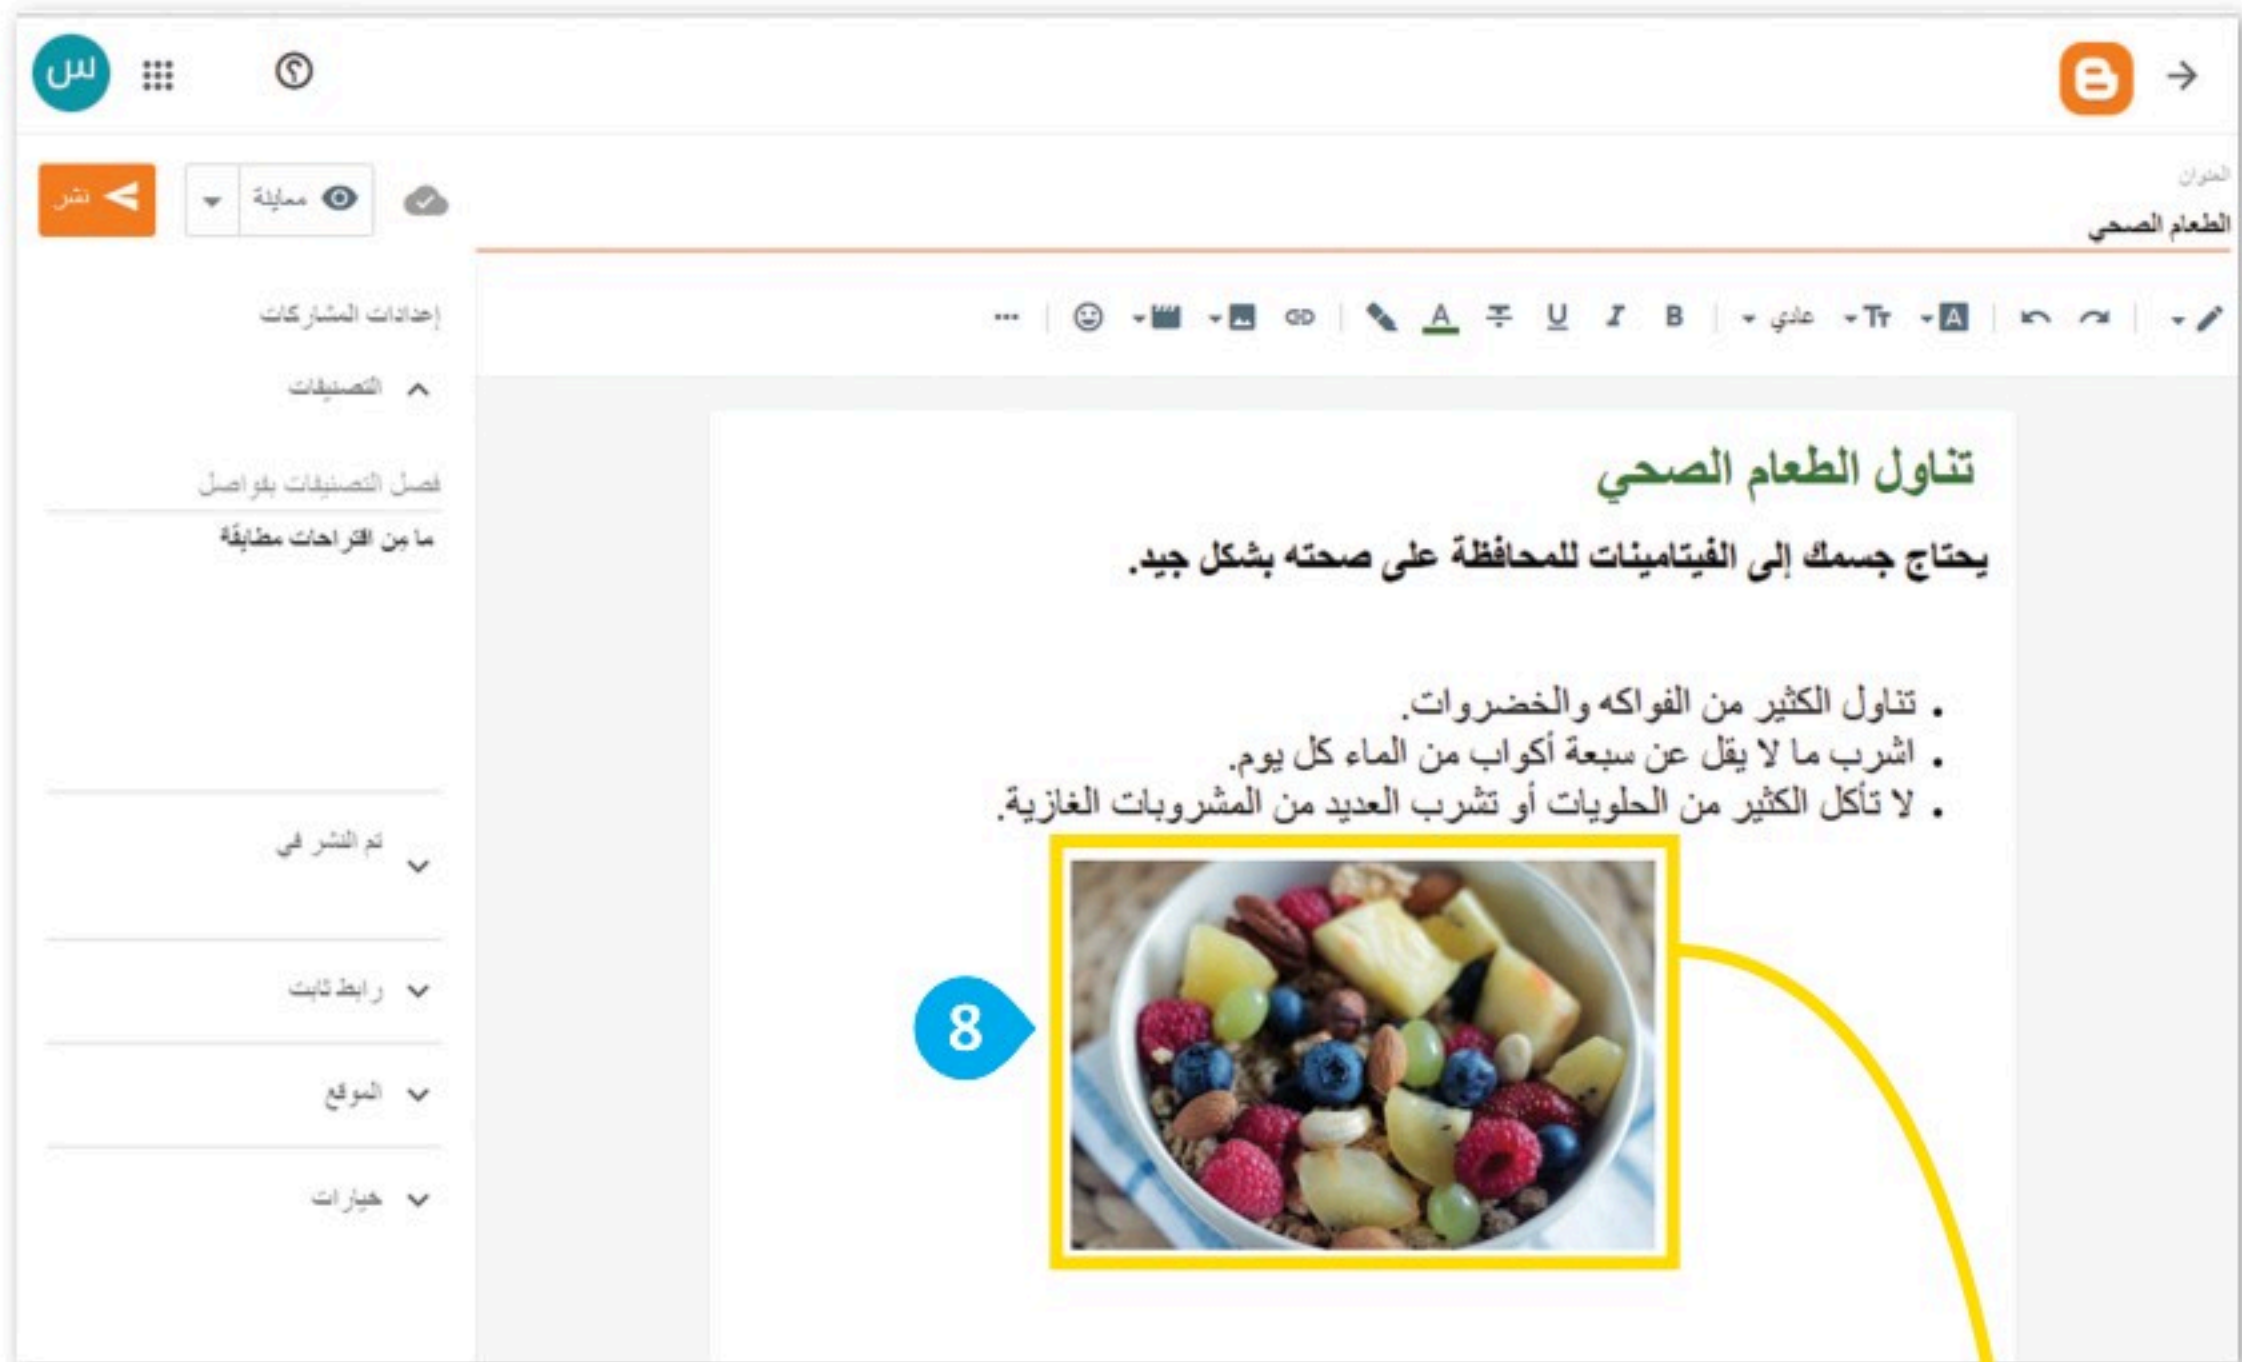 س
العنوان
الطعام الصحي
معاينة
نشر
عادي
B I U A
إعدادات المشاركات
التصنيفات
فصل التصنيفات بفواصل
ما مِن اقتراحات مطابقة
تم النشر في
رابط ثابت
الموقع
خيارات
تناول الطعام الصحي
يحتاج جسمك إلى الفيتامينات للمحافظة على صحته بشكل جيد.
• تناول الكثير من الفواكه والخضروات.
• اشرب ما لا يقل عن سبعة أكواب من الماء كل يوم.
• لا تأكل الكثير من الحلويات أو تشرب العديد من المشروبات الغازية.
8